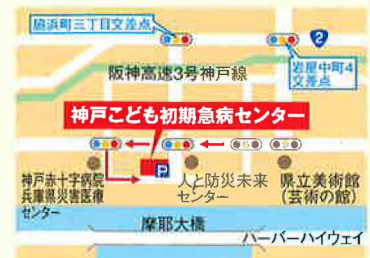 脇浜町三丁目交差点
2
岩屋中町4
交差点
阪神高速3号神戸線
神戸こども初期急病センター
P
神戸赤十字病院
兵庫県災害医療
センター
人と防災未来
センター
県立美術館
(芸術の館)
摩耶大橋
ハーバーハイウェイ